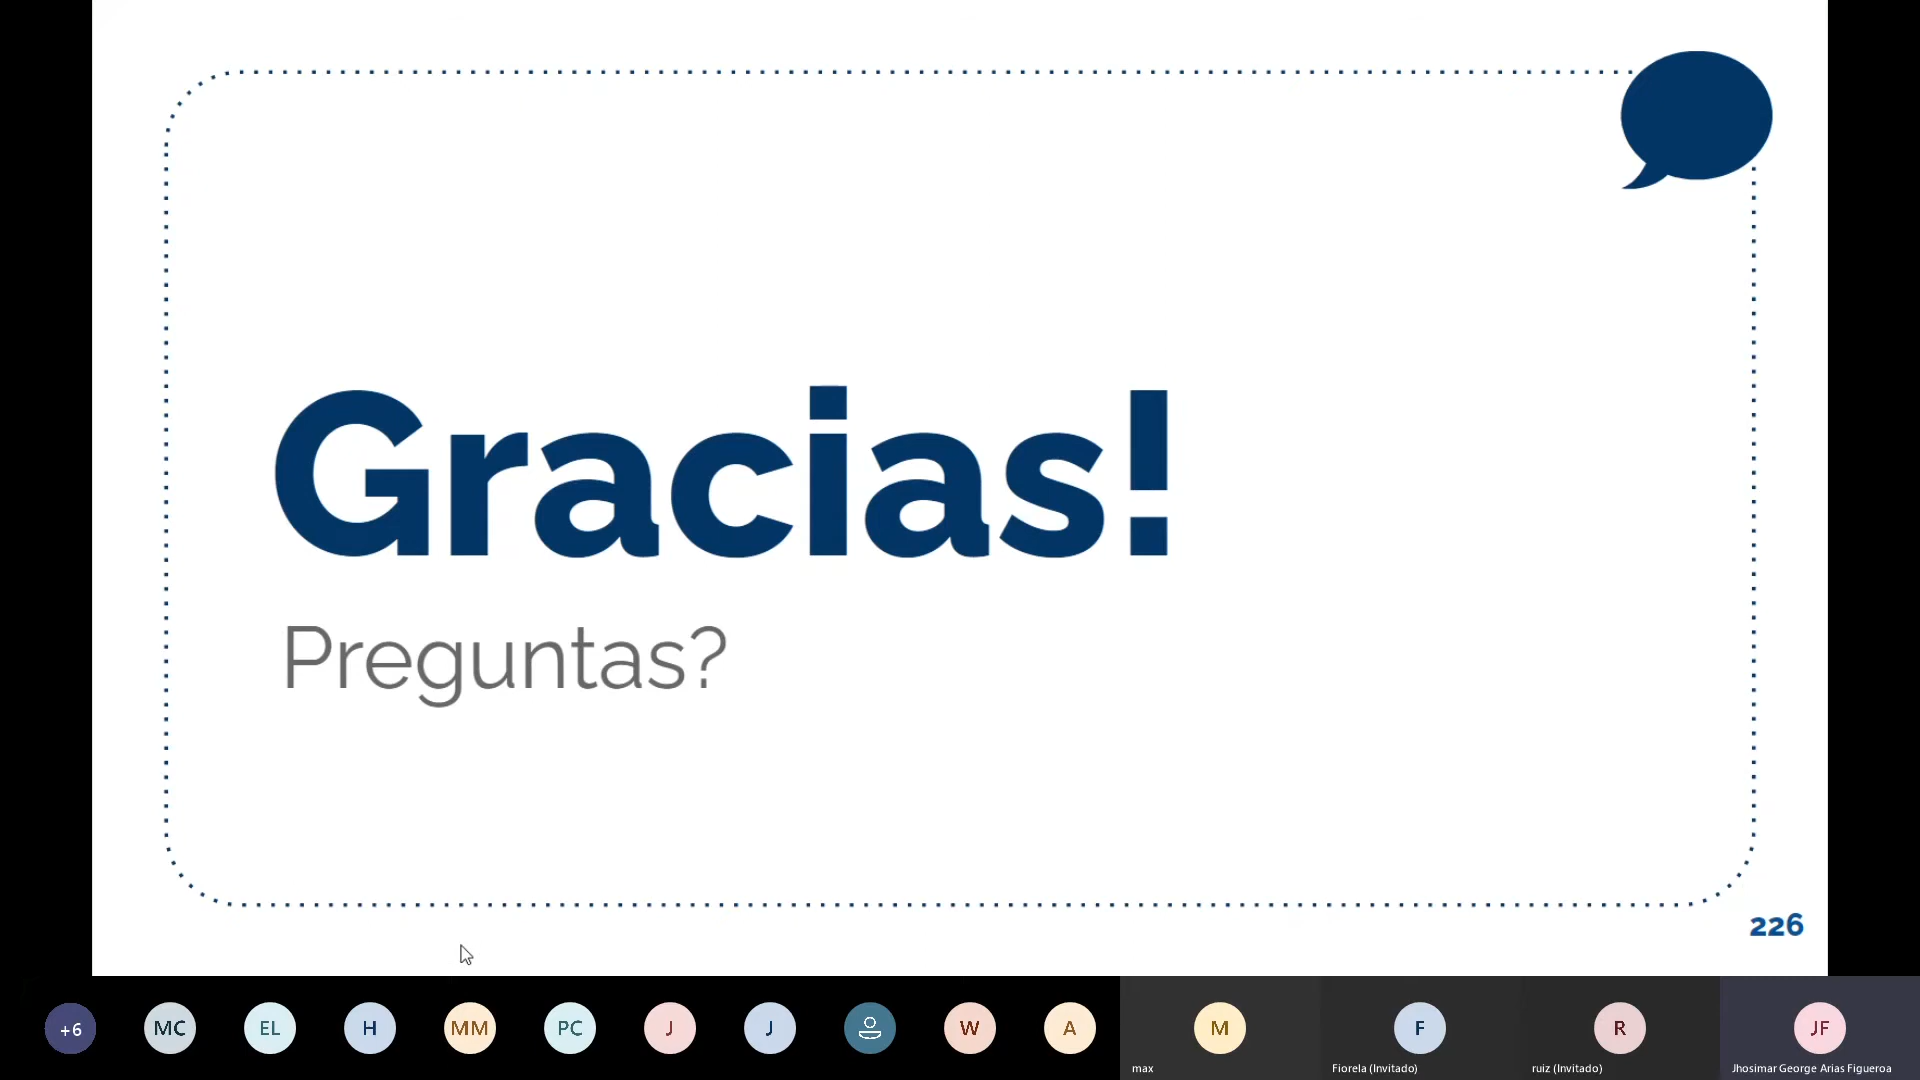 Gracias!
Preguntas?
226
+6
MC
EL
H
MM
PC
J
J
W
A
M
F
R
JF
max
Fiorela (Invitado)
ruiz (Invitado)
Jhosimar George Arias Figueroa